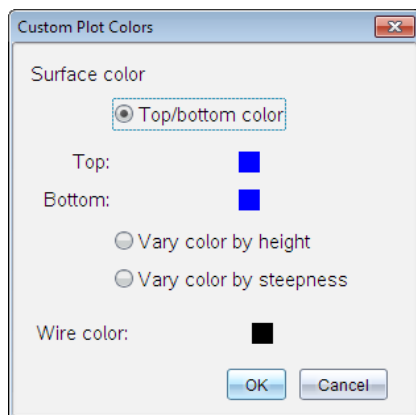 Custom Plot Colors
Surface color
Top/bottom color
Top:
Bottom:
Vary color by height
Vary color by steepness
Wire color:
OK Cancel